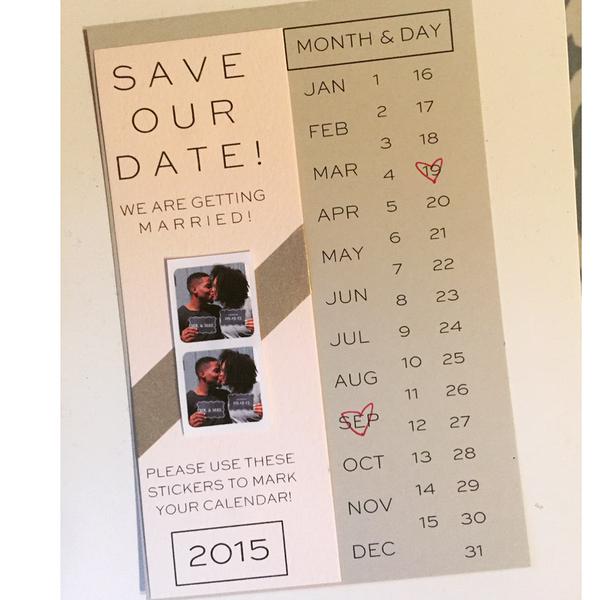 SAVE
OUR
DATE!
WE ARE GETTING
MARRIED!
PLEASE USE THESE
STICKERS TO MARK
YOUR CALENDAR!
2015
MONTH & DAY
JAN 1 16
2 17
FEB
3 18
MAR 4 19
APR 5 20
6 21
MAY
7 22
JUN 8 23
JUL 9 24
10 25
AUG
11 26
SEP 12 27
OCT 13 28
14 29
NOV
15 30
DEC 31